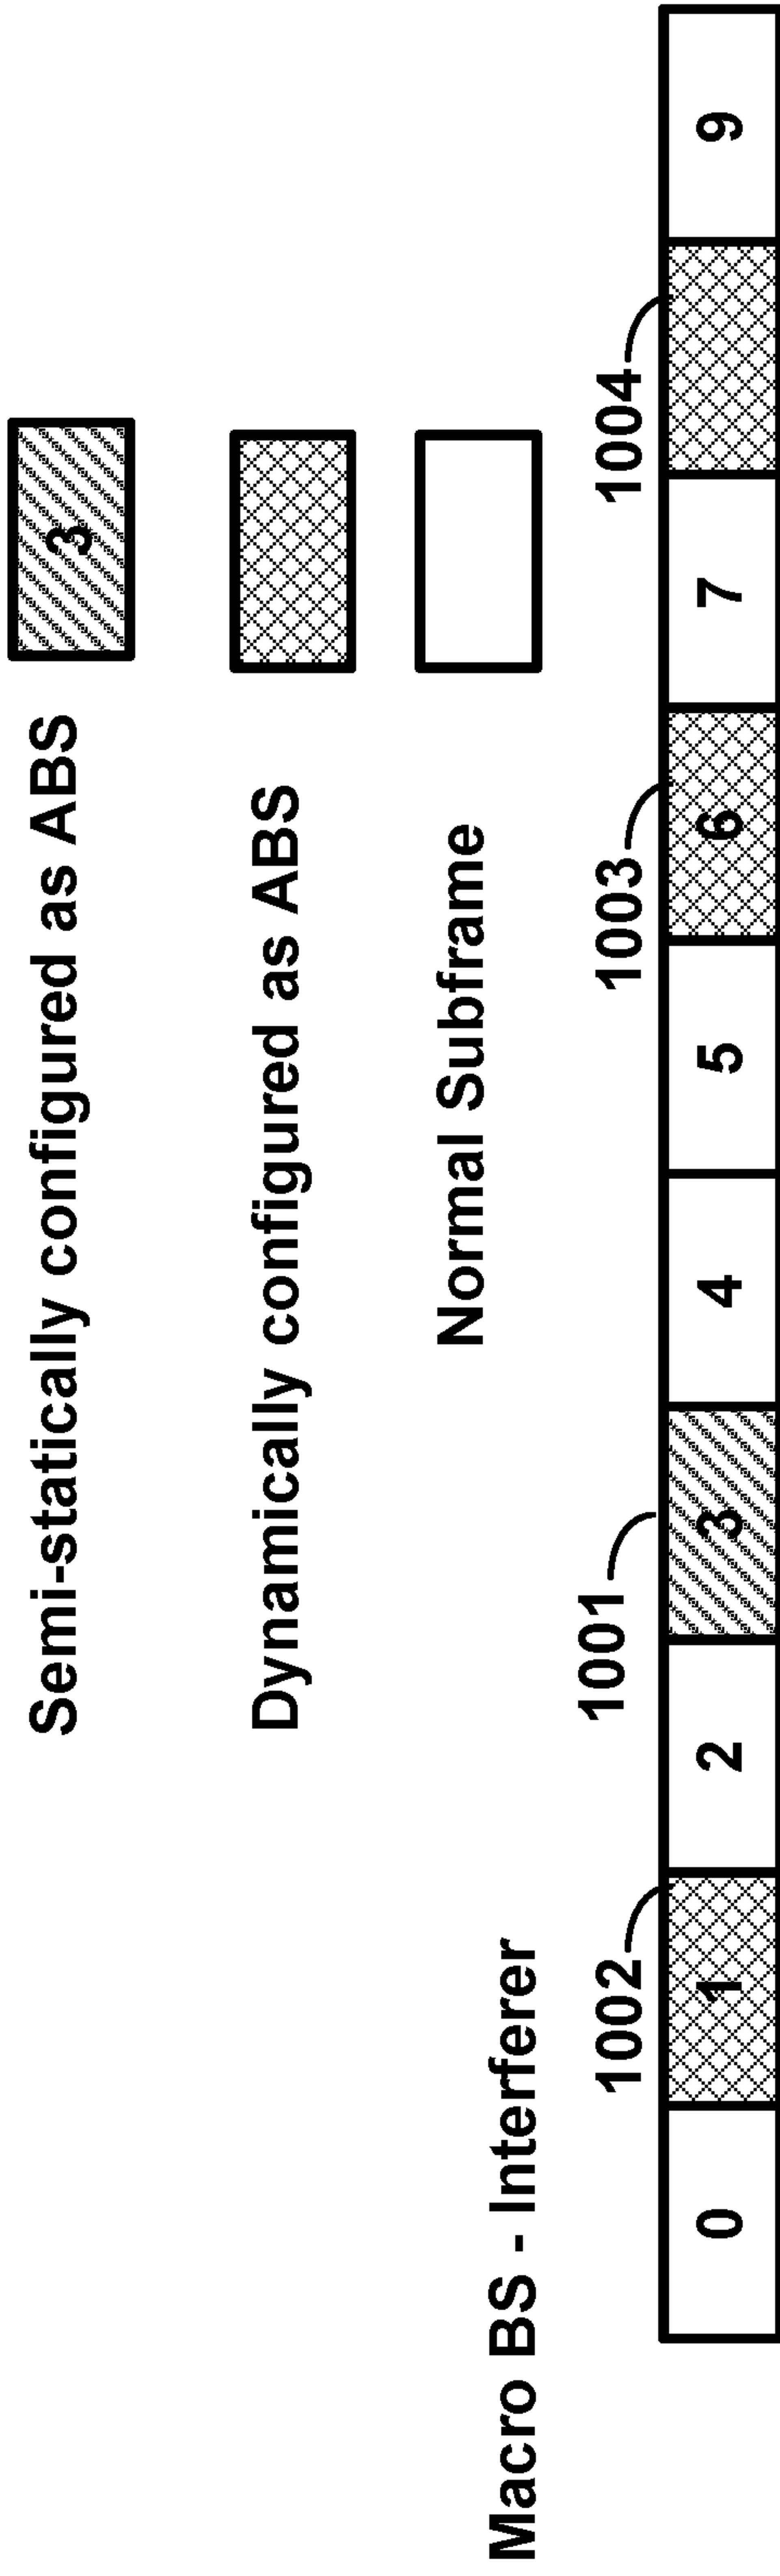 Semi-statically configured as ABS
3
Dynamically configured as ABS
Normal Subframe
Macro BS - Interferer
1002
1001
1003
1004
0 1 2 3 4 5 6 7 9